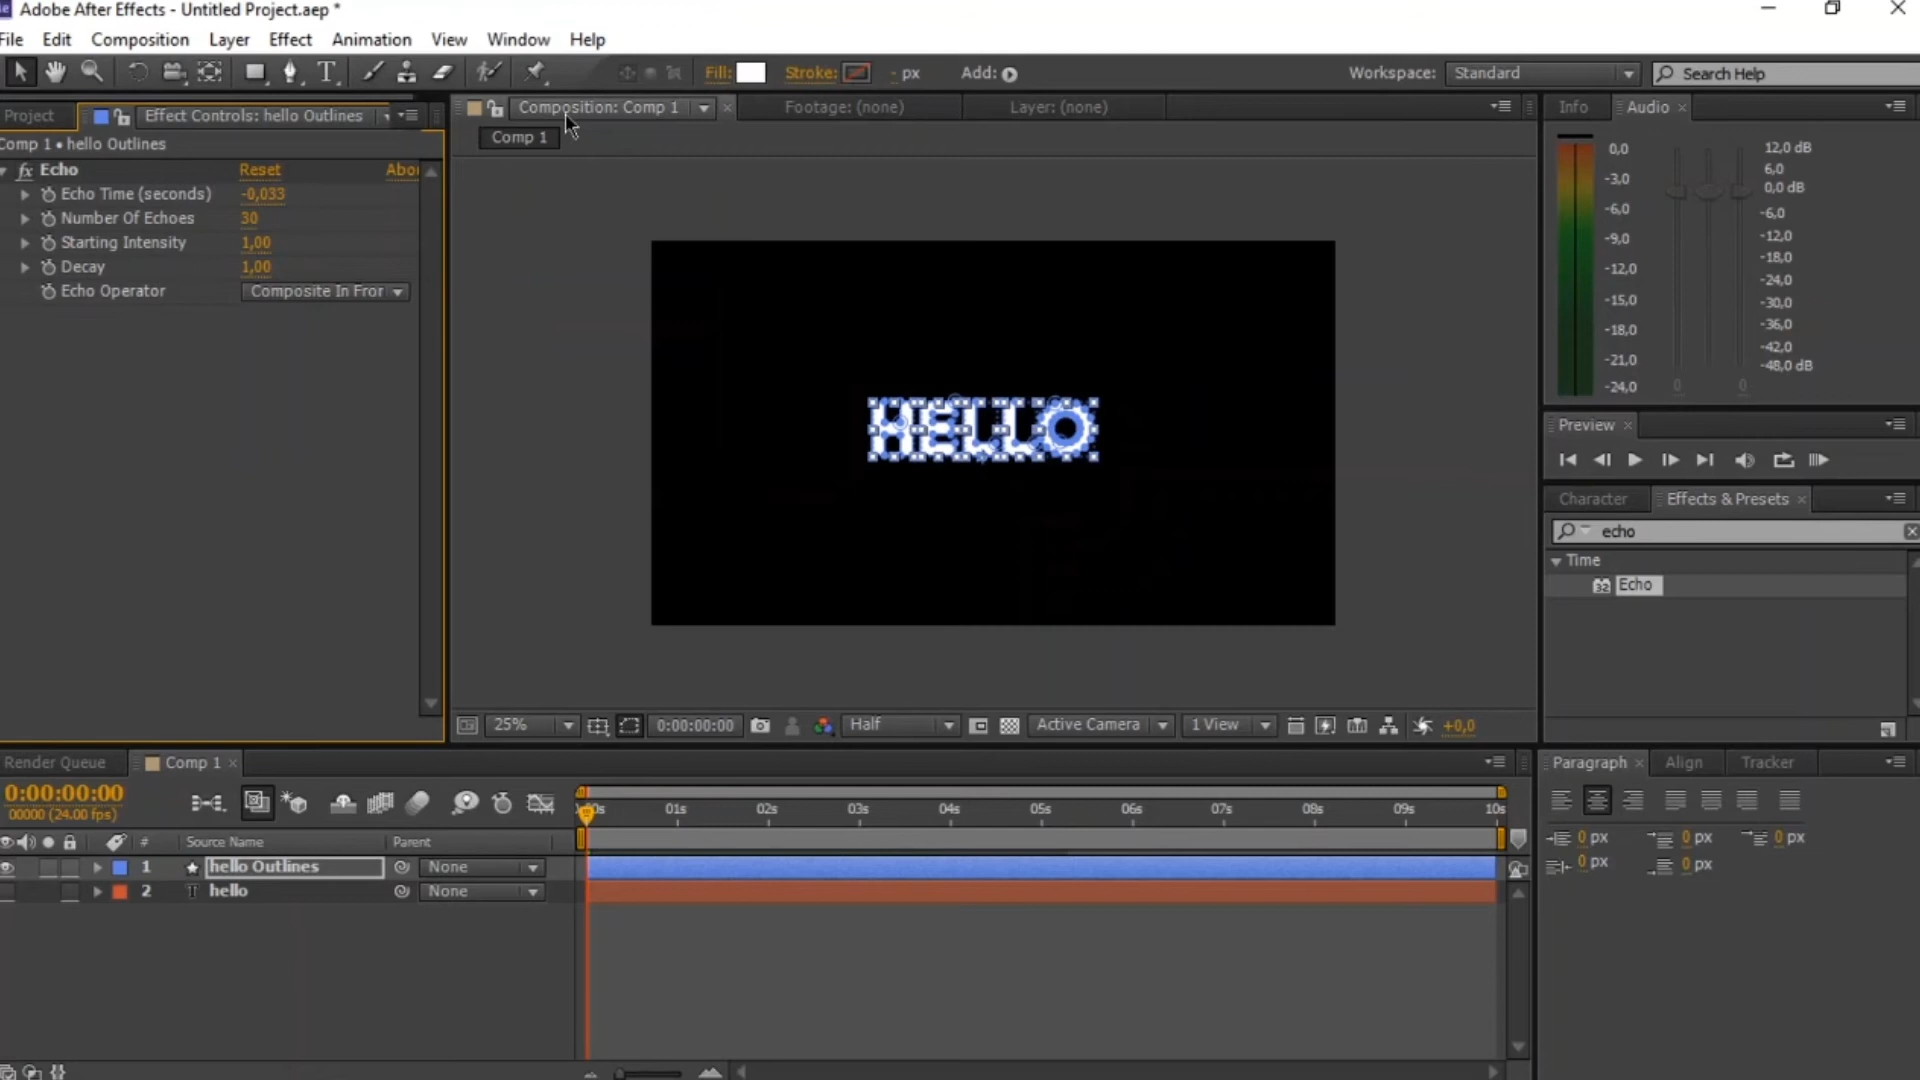 Adobe After Effects - Untitled Project.aep *
File Edit Composition Layer Effect Animation View Window Help
Fill: Stroke: - px Add: Workspace: Standard Search Help
Project Effect Controls: hello Outlines
Comp 1 • hello Outlines
fx Echo Reset Abou
Echo Time (seconds) -0,033
Number Of Echoes 30
Starting Intensity 1,00
Decay 1,00
Echo Operator Composite In Fror
Composition: Comp 1 Footage: (none) Layer: (none)
Comp 1
HELLO
25% 0:00:00:00 Half Active Camera 1 View +0,0
Info Audio
0,0
-3,0
-6,0
-9,0
-12,0
-15,0
-18,0
-21,0
-24,0
12,0 dB
6,0
0,0 dB
-6,0
-12,0
-18,0
-24,0
-30,0
-36,0
-42,0
-48,0 dB
0 0
Preview
Character Effects & Presets
echo
Time
32 Echo
Render Queue Comp 1
0:00:00:00
00000 (24.00 fps)
01s 02s 03s 04s 05s 06s 07s 08s 09s 10s
# Source Name Parent
1 hello Outlines None
2 T hello None
Paragraph Align Tracker
0 px 0 px 0 px
0 px 0 px